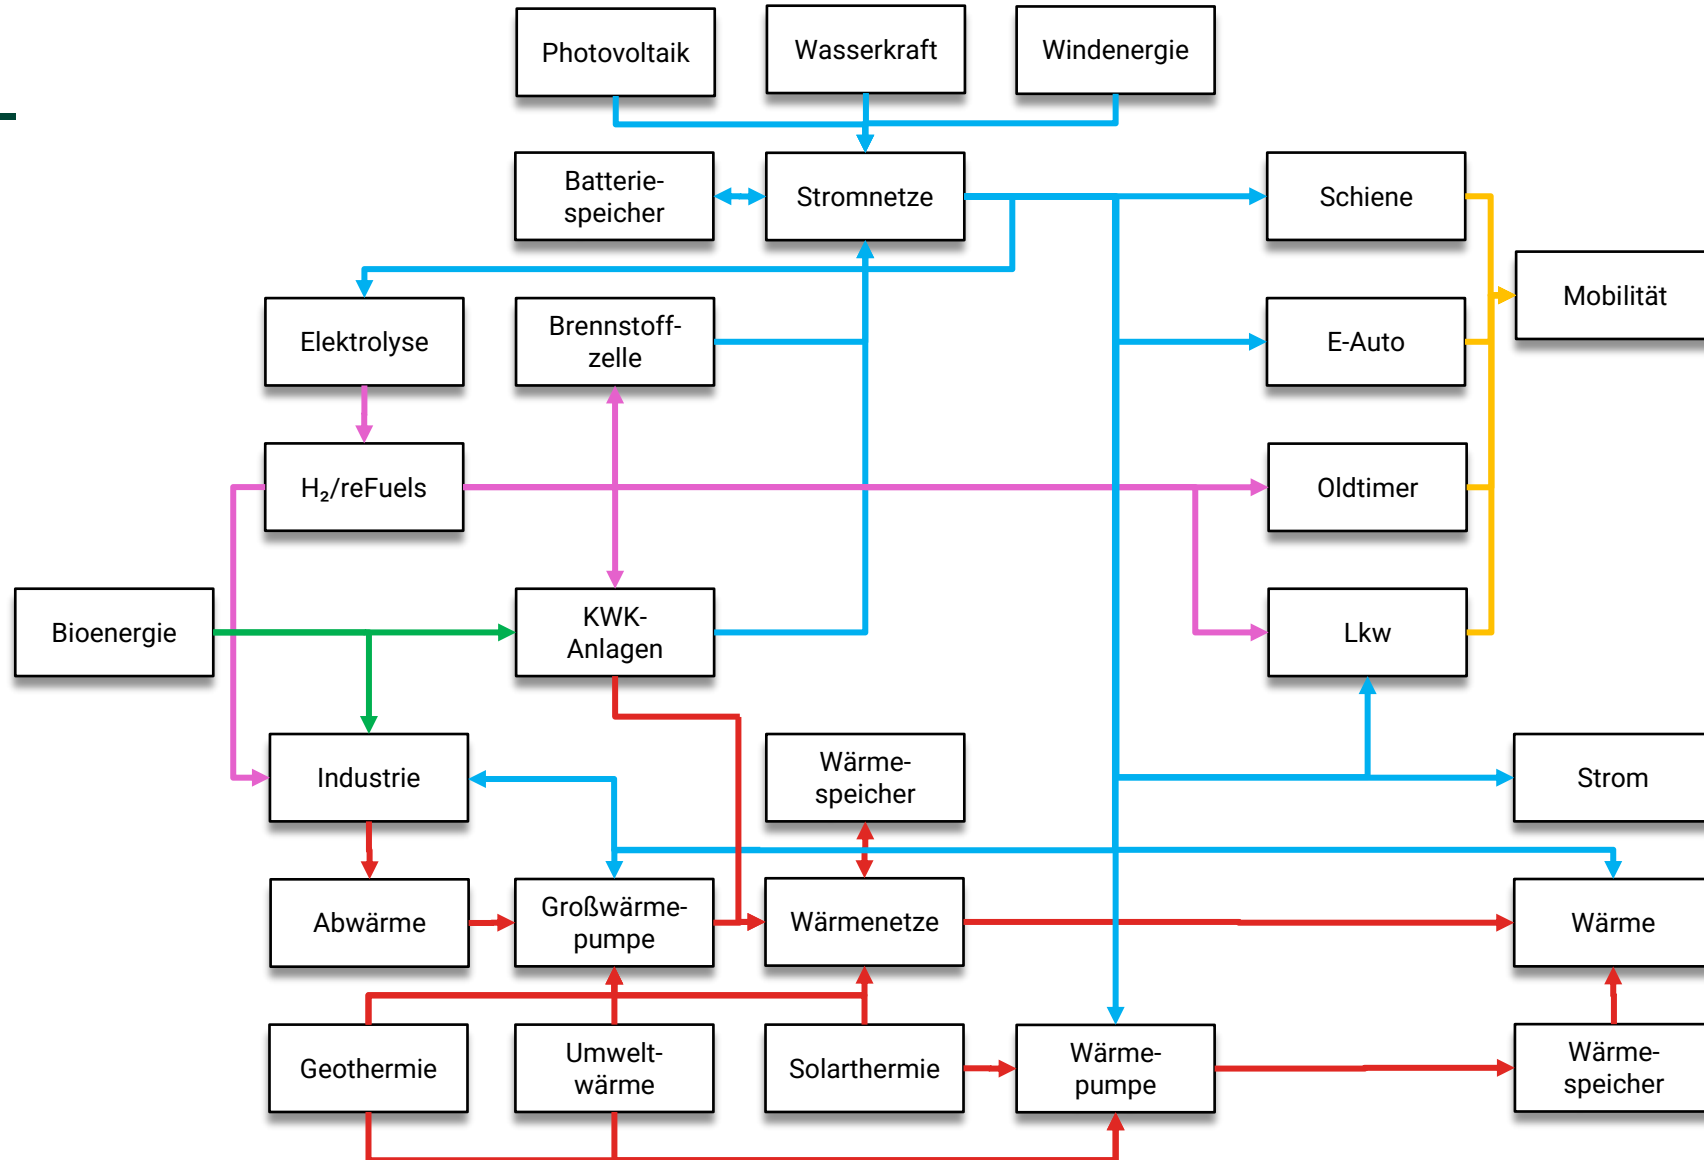 Photovoltaik
Wasserkraft
Windenergie
Batterie-
speicher
Stromnetze
Schiene
Mobilität
Elektrolyse
Brennstoff-
zelle
E-Auto
H₂/reFuels
Oldtimer
Bioenergie
KWK-
Anlagen
Lkw
Industrie
Wärme-
speicher
Strom
Abwärme
Großwärme-
pumpe
Wärmenetze
Wärme
Geothermie
Umwelt-
wärme
Solarthermie
Wärme-
pumpe
Wärme-
speicher